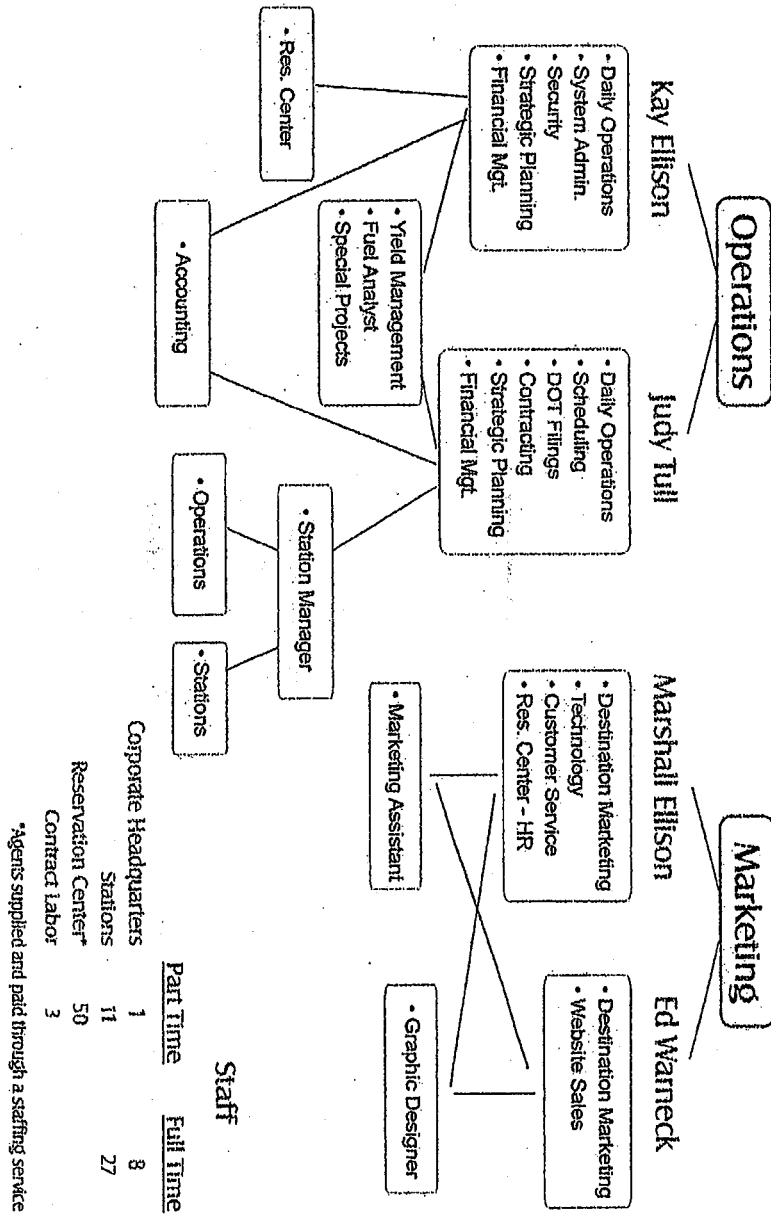 Operations
Kay Ellison
Judy Tull
• Daily Operations
• System Admin.
• Security
• Strategic Planning
• Financial Mgt.
• Daily Operations
• Scheduling
• DOT Filings
• Contracting
• Strategic Planning
• Financial Mgt.
• Yield Management
• Fuel Analyst
• Special Projects
• Res. Center
• Accounting
• Station Manager
• Operations
• Stations
Marketing
Marshall Ellison
Ed Warneck
• Destination Marketing
• Technology
• Customer Service
• Res. Center - HR
• Destination Marketing
• Website Sales
• Marketing Assistant
• Graphic Designer
Staff
Part Time Full Time
Corporate Headquarters 1 8
Stations 11 27
Reservation Center* 50
Contract Labor 3
*Agents supplied and paid through a staffing service